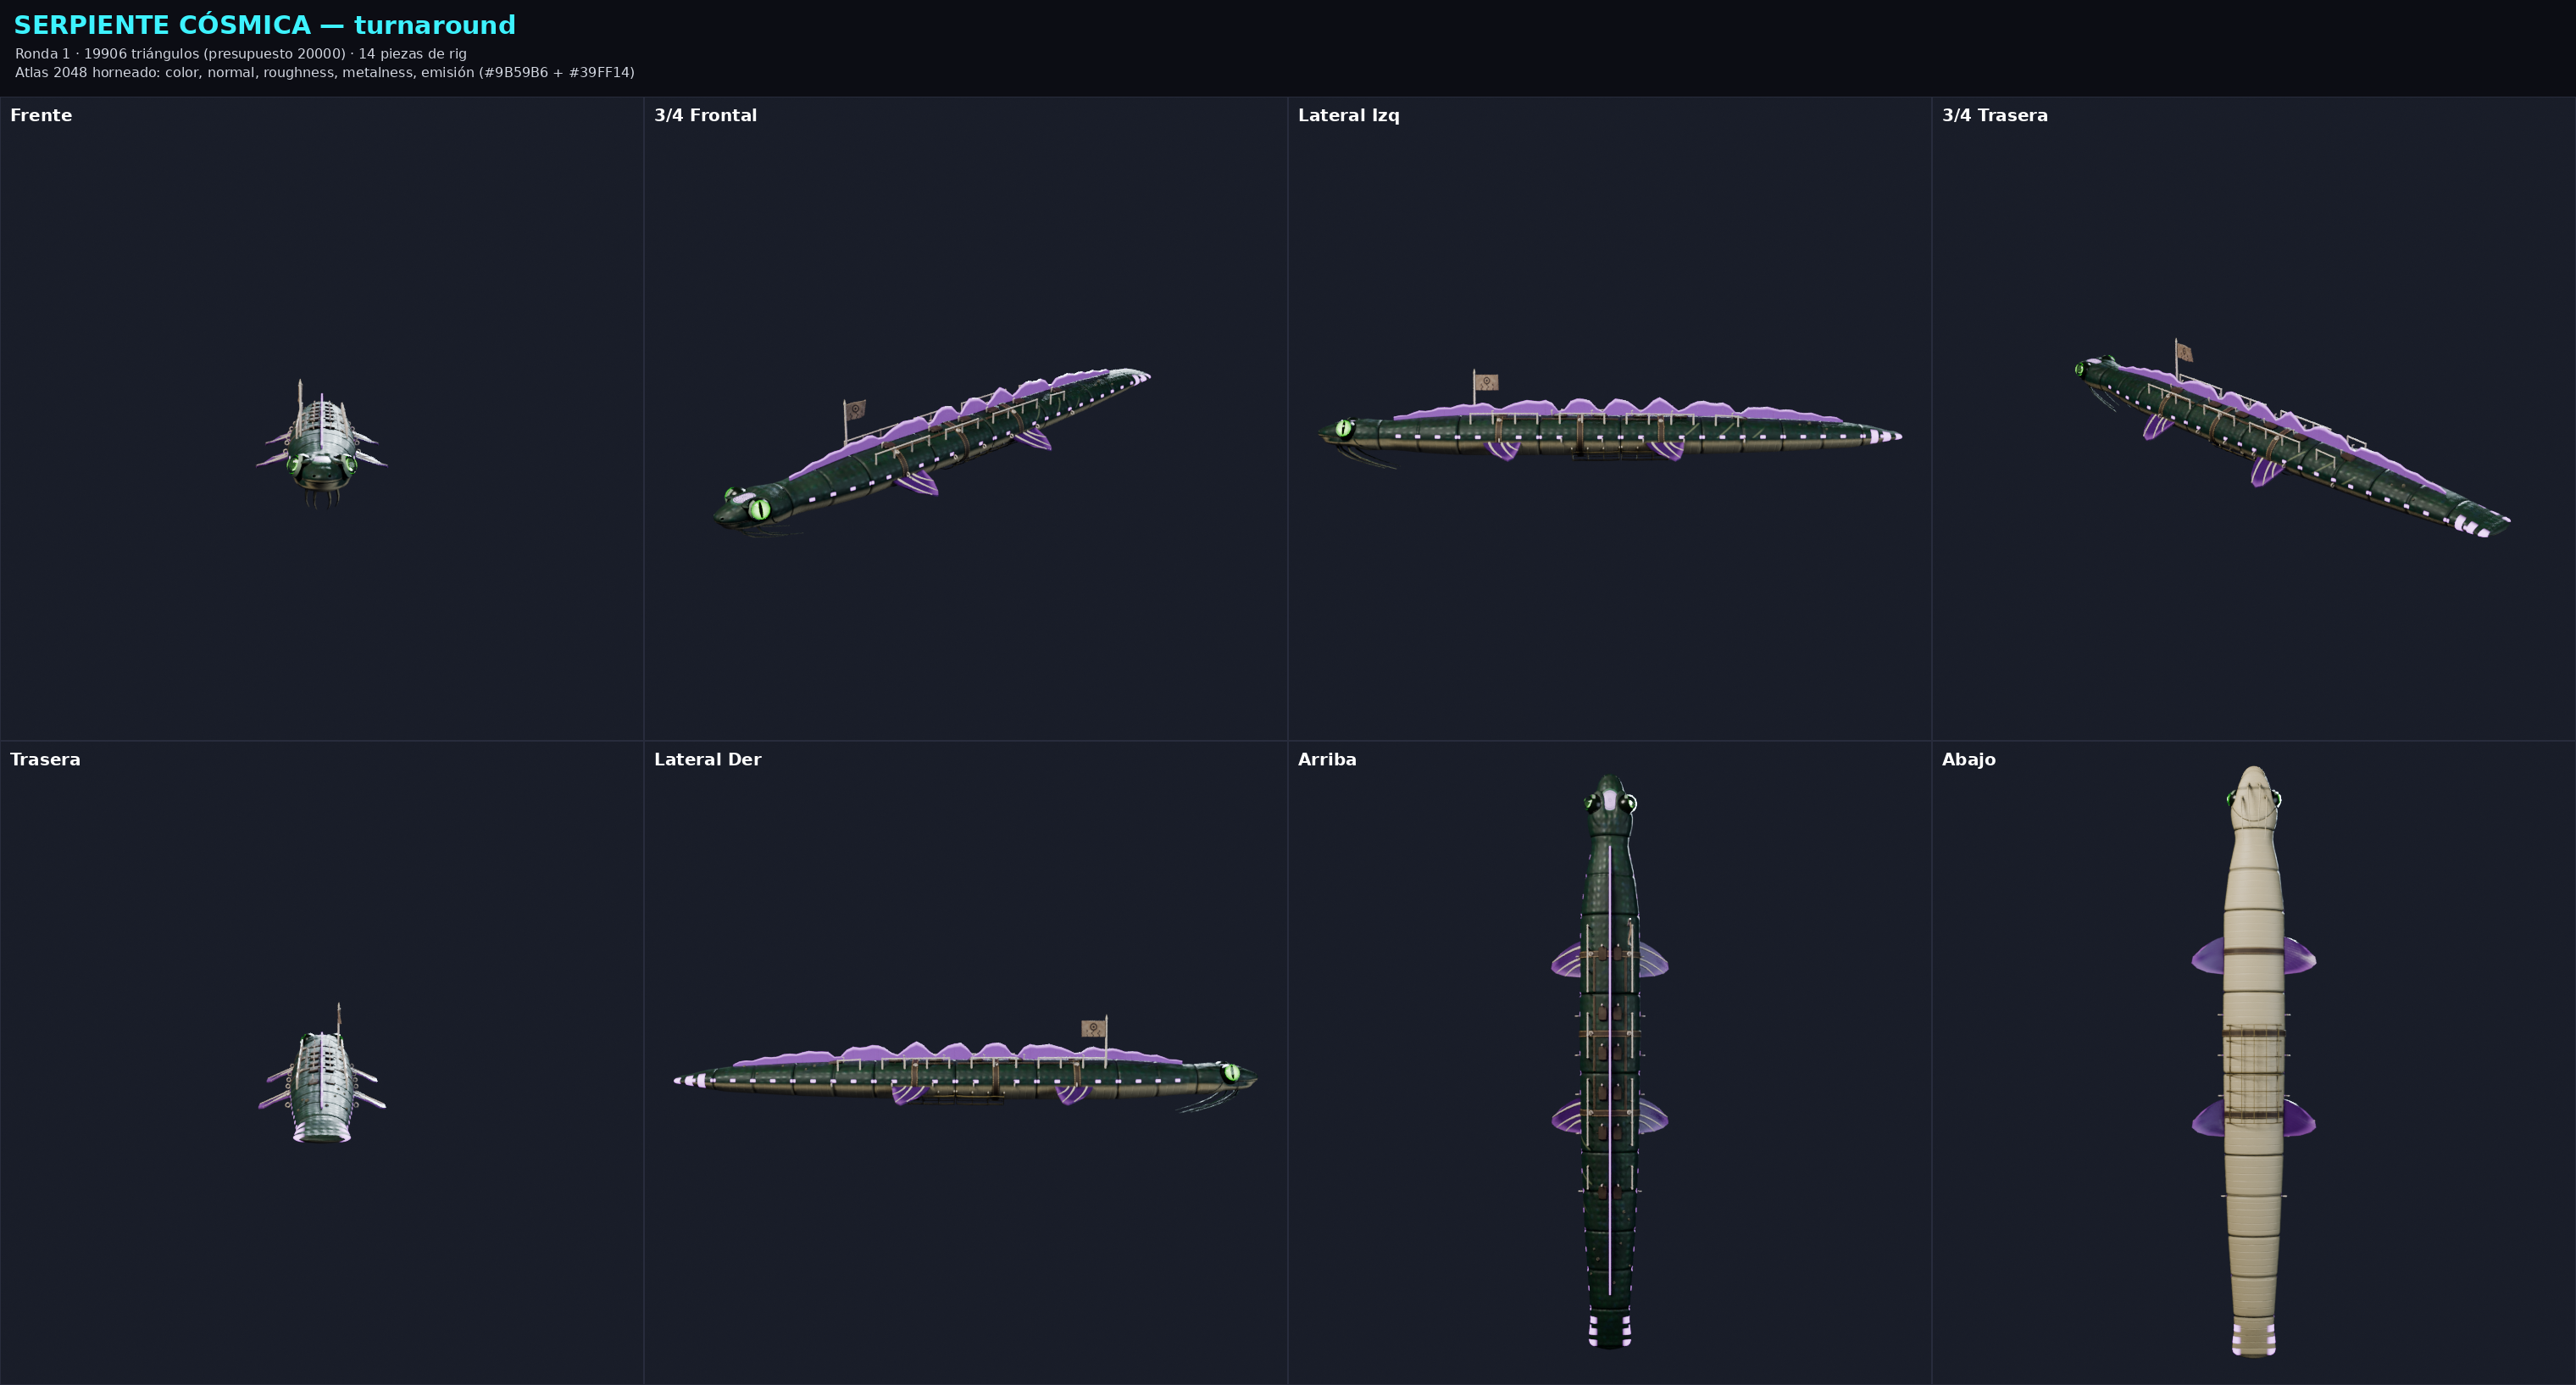 SERPIENTE CÓSMICA — turnaround
Ronda 1 · 19906 triángulos (presupuesto 20000) · 14 piezas de rig
Atlas 2048 horneado: color, normal, roughness, metalness, emisión (#9B59B6 + #39FF14)
Frente
3/4 Frontal
Lateral Izq
3/4 Trasera
Trasera
Lateral Der
Arriba
Abajo